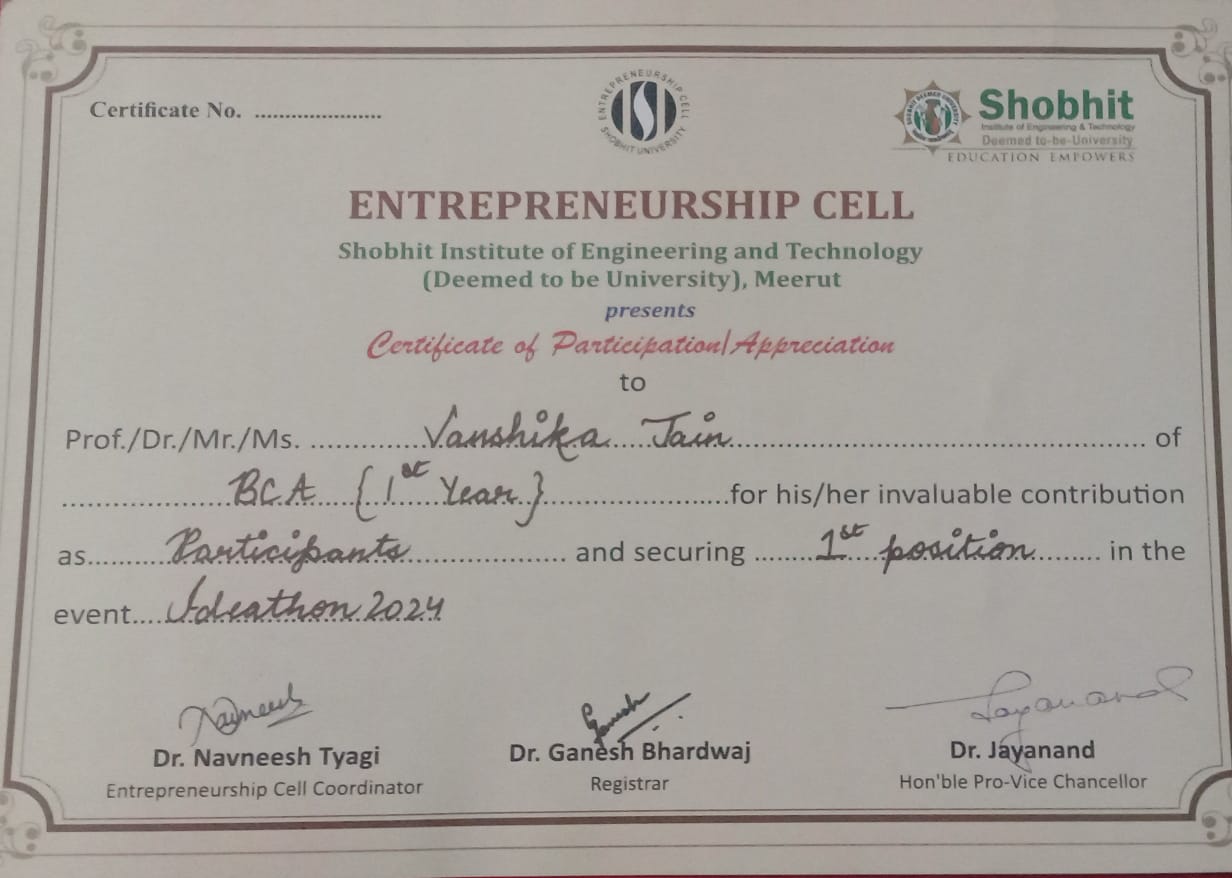 Certificate No. .....................
ENTREPRENEURSHIP CELL
SHOBHIT UNIVERSITY
Shobhit
Institute of Engineering & Technology
Deemed to-be-University
EDUCATION EMPOWERS
ENTREPRENEURSHIP CELL
Shobhit Institute of Engineering and Technology
(Deemed to be University), Meerut
presents
Certificate of Participation/Appreciation
to
Prof./Dr./Mr./Ms. Vanshika Jain of
BCA {1st Year} for his/her invaluable contribution
as Participants and securing 1st position in the
event Ideathon 2024
Navneesh
Ganesh
Jayanand
Dr. Navneesh Tyagi
Dr. Ganesh Bhardwaj
Dr. Jayanand
Entrepreneurship Cell Coordinator
Registrar
Hon'ble Pro-Vice Chancellor